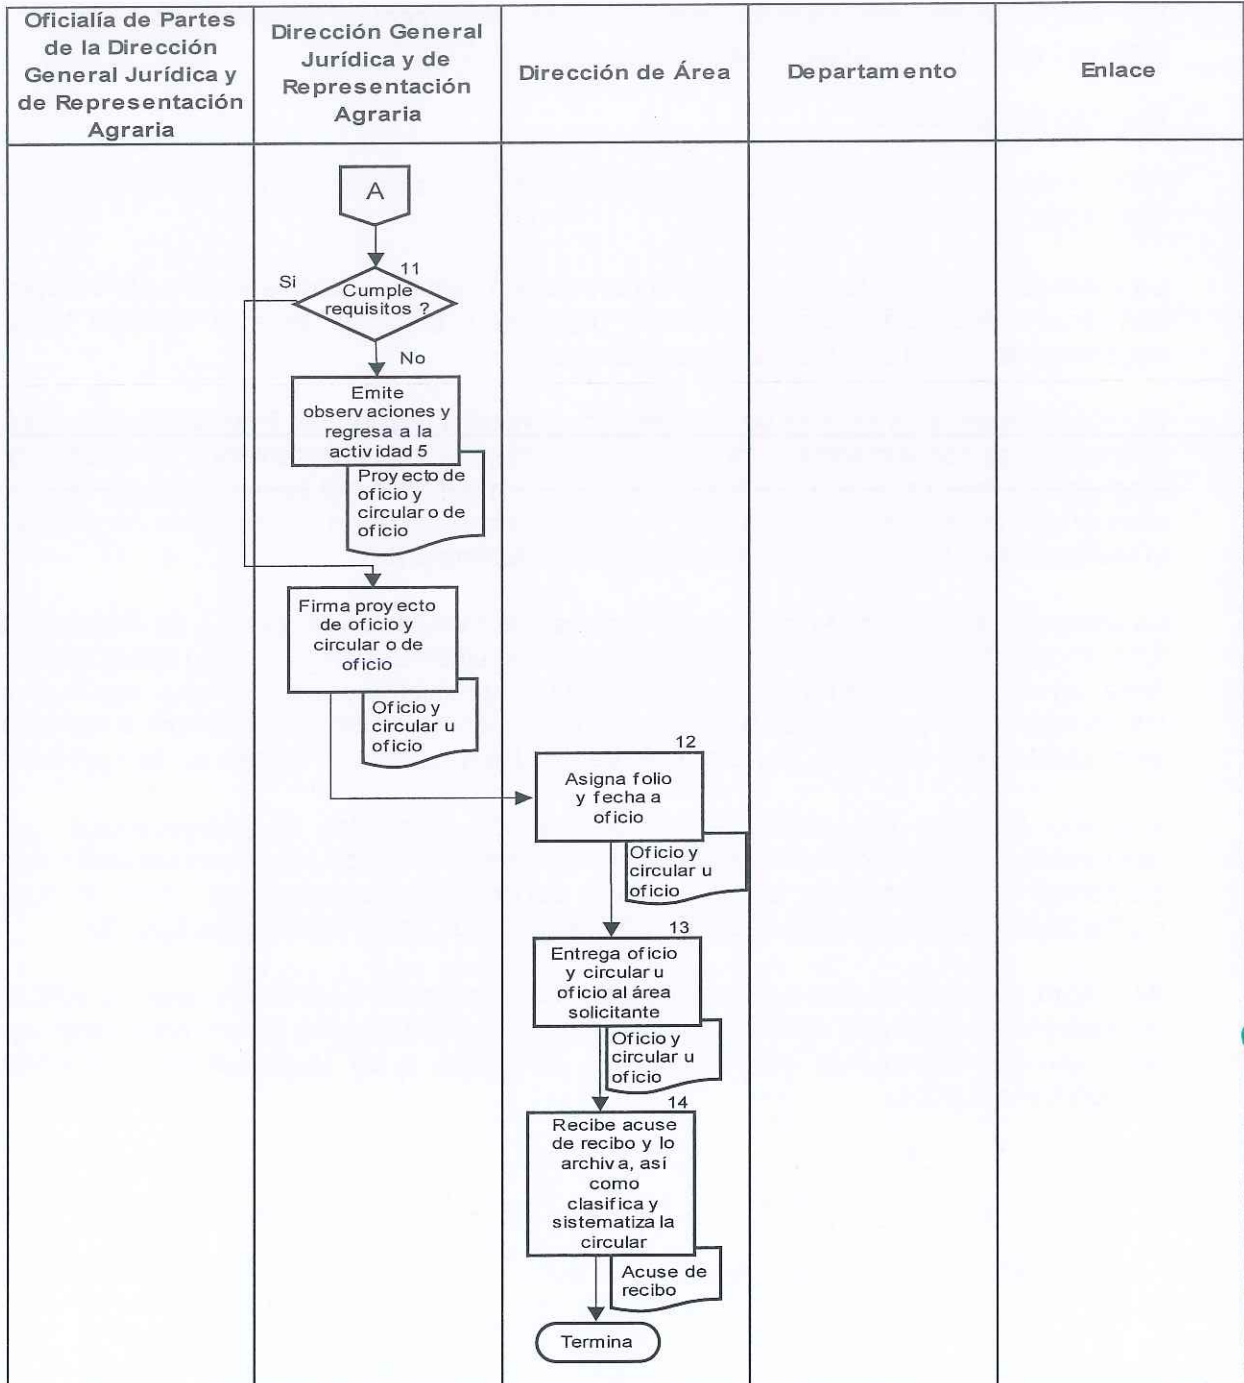 Oficialía de Partes
de la Dirección
General Jurídica y
de Representación
Agraria
Dirección General
Jurídica y de
Representación
Agraria
Dirección de Área
Departamento
Enlace
A
11
Si
Cumple
requisitos ?
No
Emite
observaciones y
regresa a la
actividad 5
Proyecto de
oficio y
circular o de
oficio
Firma proyecto
de oficio y
circular o de
oficio
Oficio y
circular u
oficio
12
Asigna folio
y fecha a
oficio
Oficio y
circular u
oficio
13
Entrega oficio
y circular u
oficio al área
solicitante
Oficio y
circular u
oficio
14
Recibe acuse
de recibo y lo
archiva, así
como
clasifica y
sistematiza la
circular
Acuse de
recibo
Termina